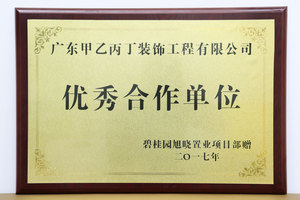 广东甲乙丙丁装饰工程有限公司
优秀合作单位
碧桂园旭晓置业项目部赠
二〇一七年